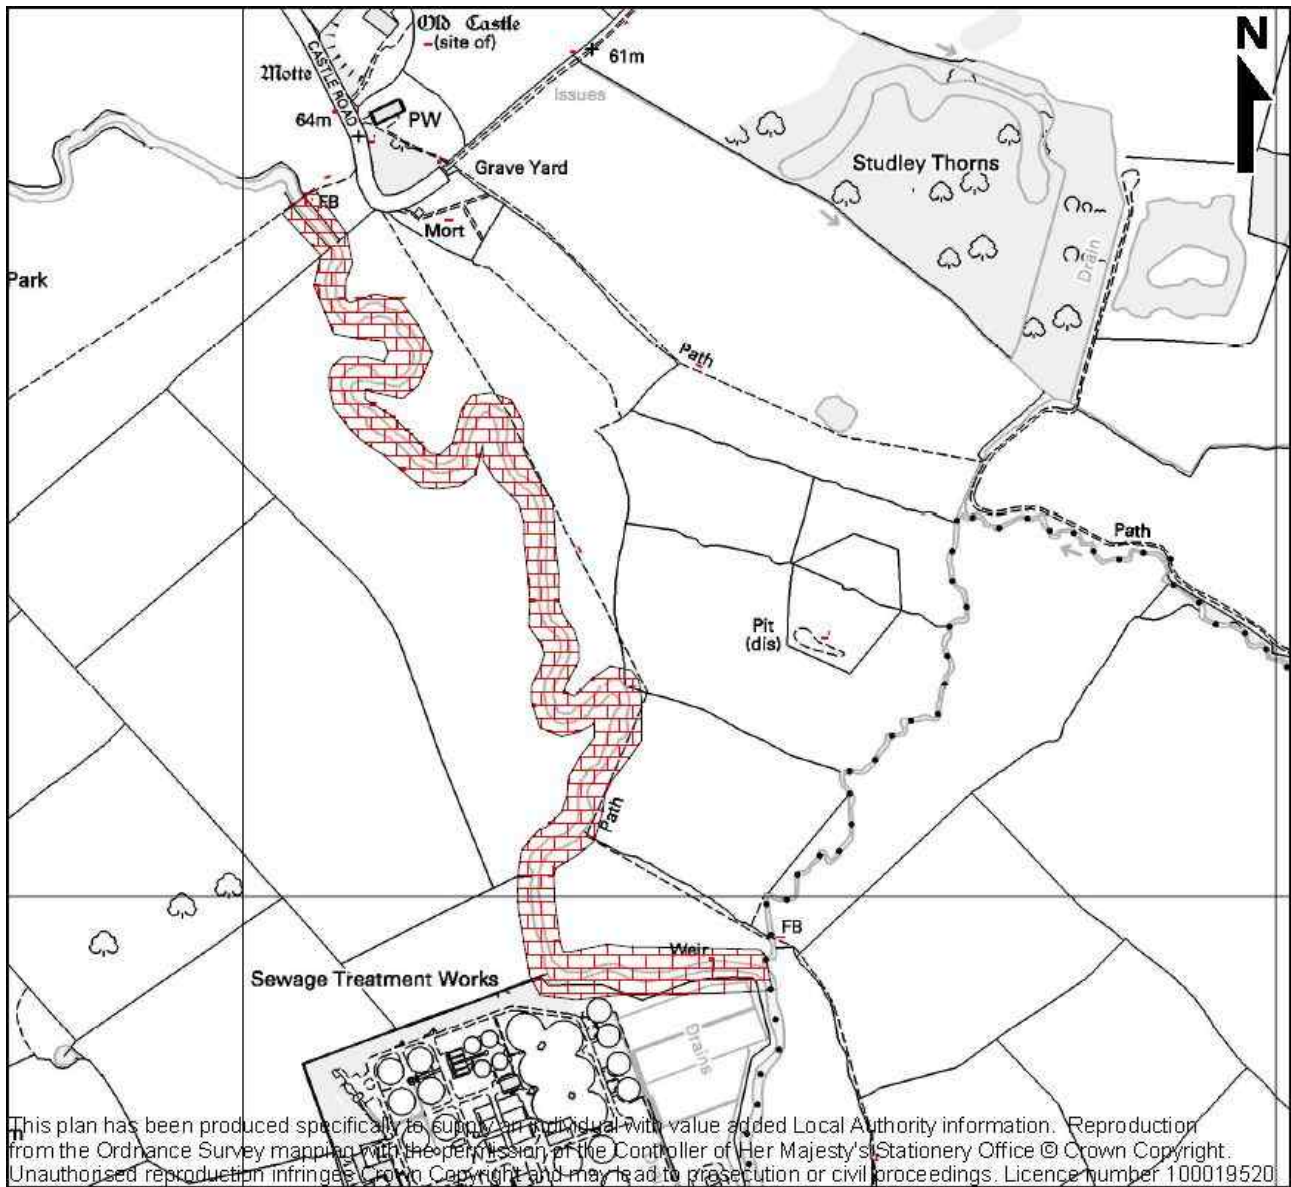 Old Castle
(site of)
N
61m
Motte
CASTLE ROAD
Issues
64m
PW
Studley Thorns
Grave Yard
FB
Mort
Drain
Park
Path
Path
Pit
(dis)
Path
FB
Weir
Sewage Treatment Works
Drains
This plan has been produced specifically to supply an individual with value added Local Authority information. Reproduction
from the Ordnance Survey mapping with the permission of the Controller of Her Majesty's Stationery Office © Crown Copyright.
Unauthorised reproduction infringes Crown Copyright and may lead to prosecution or civil proceedings. Licence number 100019520